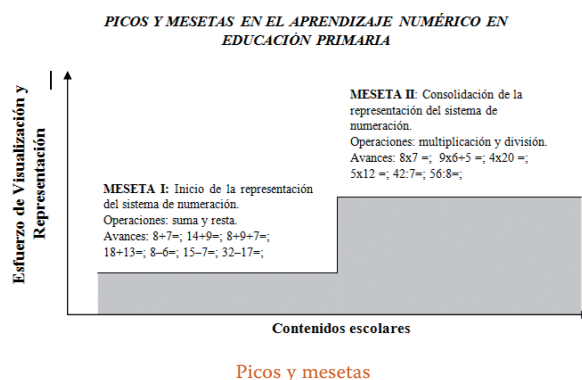 PICOS Y MESETAS EN EL APRENDIZAJE NUMÉRICO EN
EDUCACIÓN PRIMARIA
Esfuerzo de Visualización y
Representación
MESETA II: Consolidación de la
representación del sistema de
numeración.
Operaciones: multiplicación y división.
Avances: 8x7 =; 9x6+5 =; 4x20 =;
5x12 =; 42:7=; 56:8=;
MESETA I: Inicio de la representación
del sistema de numeración.
Operaciones: suma y resta.
Avances: 8+7=; 14+9=; 8+9+7=;
18+13=; 8–6=; 15–7=; 32–17=;
Contenidos escolares
Picos y mesetas